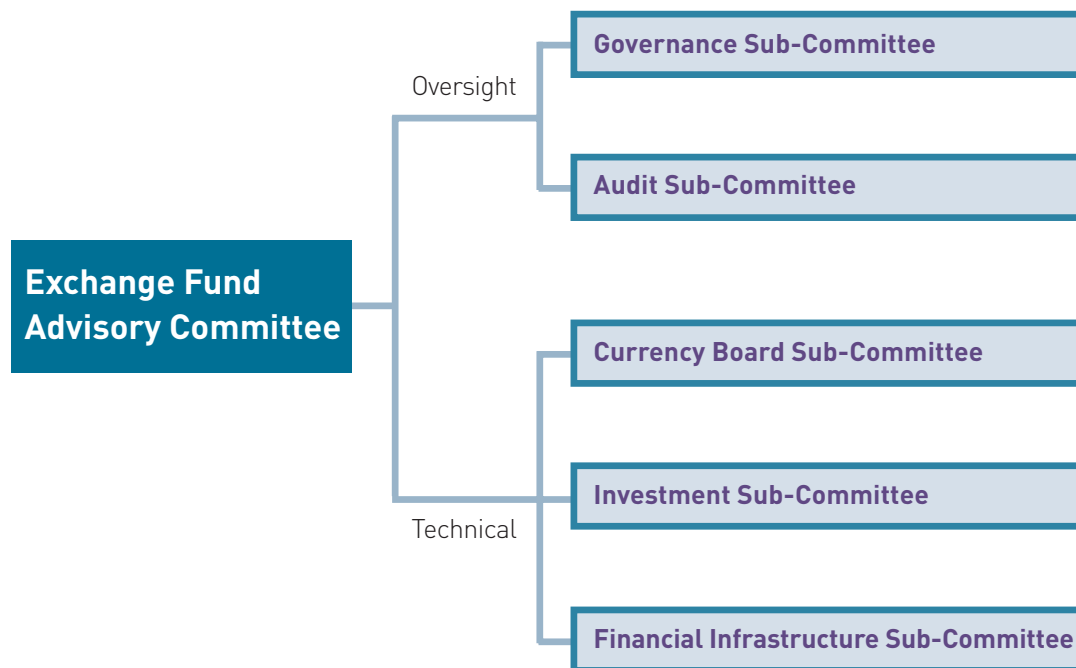 Governance Sub-Committee
Oversight
Audit Sub-Committee
Exchange Fund
Advisory Committee
Currency Board Sub-Committee
Investment Sub-Committee
Technical
Financial Infrastructure Sub-Committee